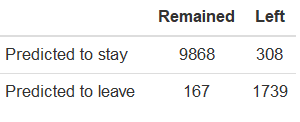 Remained Left
Predicted to stay 9868 308
Predicted to leave 167 1739